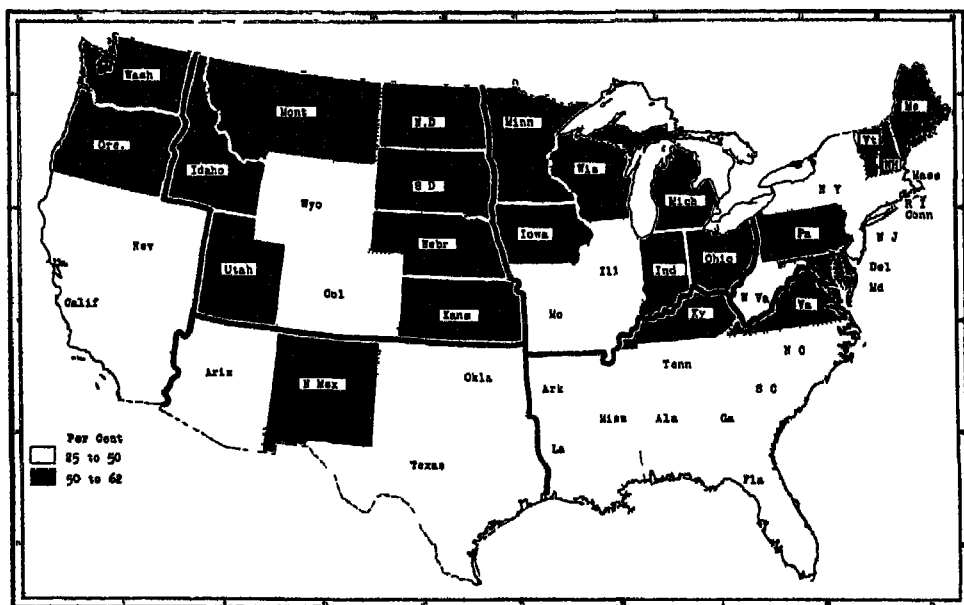 Wash
Mont
N.D
Minn
Me
Ore.
Idaho
S D
Wis
Mich
Vt
NH
Mass
N Y
R Y
Conn
Wyo
Nebr
Iowa
Pa
N J
Nev
Utah
Ill
Ind
Ohio
Del
Md
Calif
Col
Kans
Mo
Ky
W Va
Va
Ariz
N Mex
Okla
Ark
Tenn
N C
S C
Miss
Ala
Ga
La
Texas
Fla
Per Cent
25 to 50
50 to 62